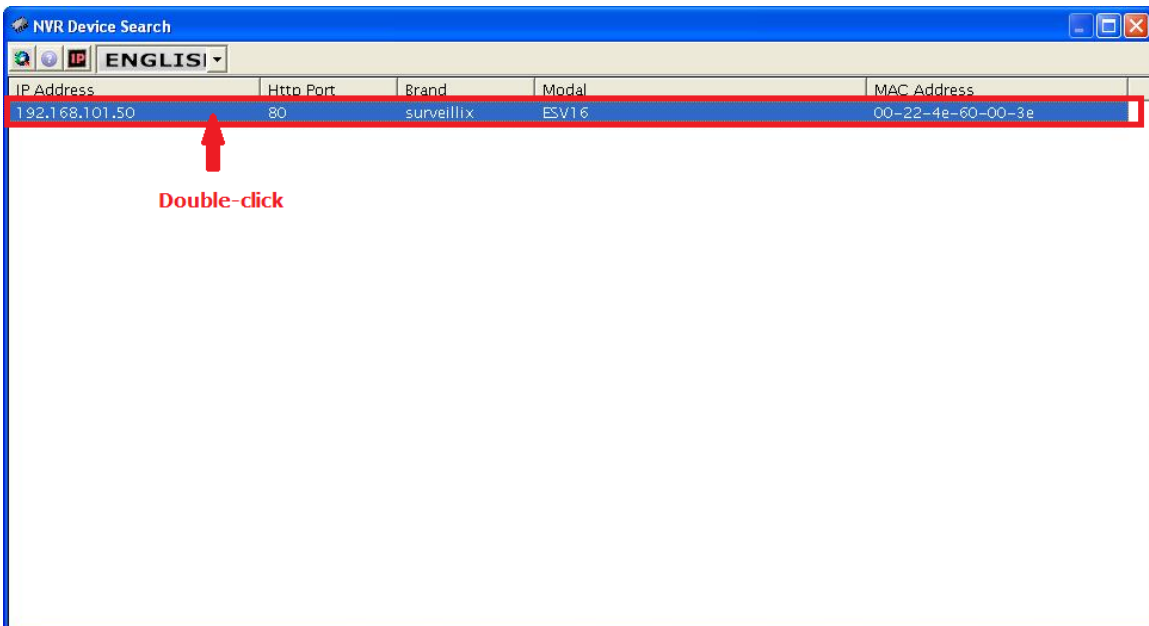 NVR Device Search
IP ENGLISI
IP Address Http Port Brand Modal MAC Address
192.168.101.50 80 surveillix ESV16 00-22-4e-60-00-3e
Double-click